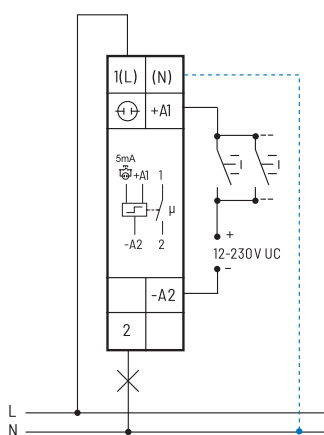 1(L) (N)
+A1
5mA
+A1 1
µ
-A2 2
+
12-230V UC
−
-A2
2
L
N